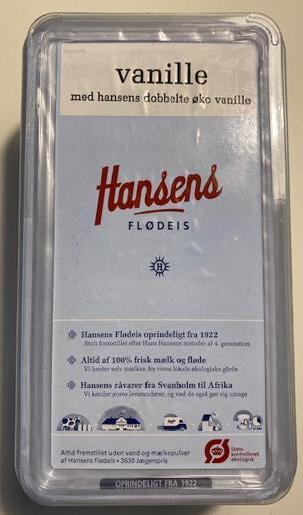 vanille
med hansens dobbelte øko vanille
Hansens
FLØDEIS
H
Hansens Flødeis oprindeligt fra 1922
Stolt fremstillet efter Hans Hansens metoder af 4. generation
Altid af 100% frisk mælk og fløde
Vi henter selv mælken fra vores lokale økologiske gårde
Hansens råvarer fra Svanholm til Afrika
Vi kender vores leverandører, og ved de også gør sig umage
Ø
Stats-
kontrolleret
økologisk
Altid fremstillet uden vand og mælkepulver
af Hansens Flødeis • 3630 Jægerspris
OPRINDELIGT FRA 1922